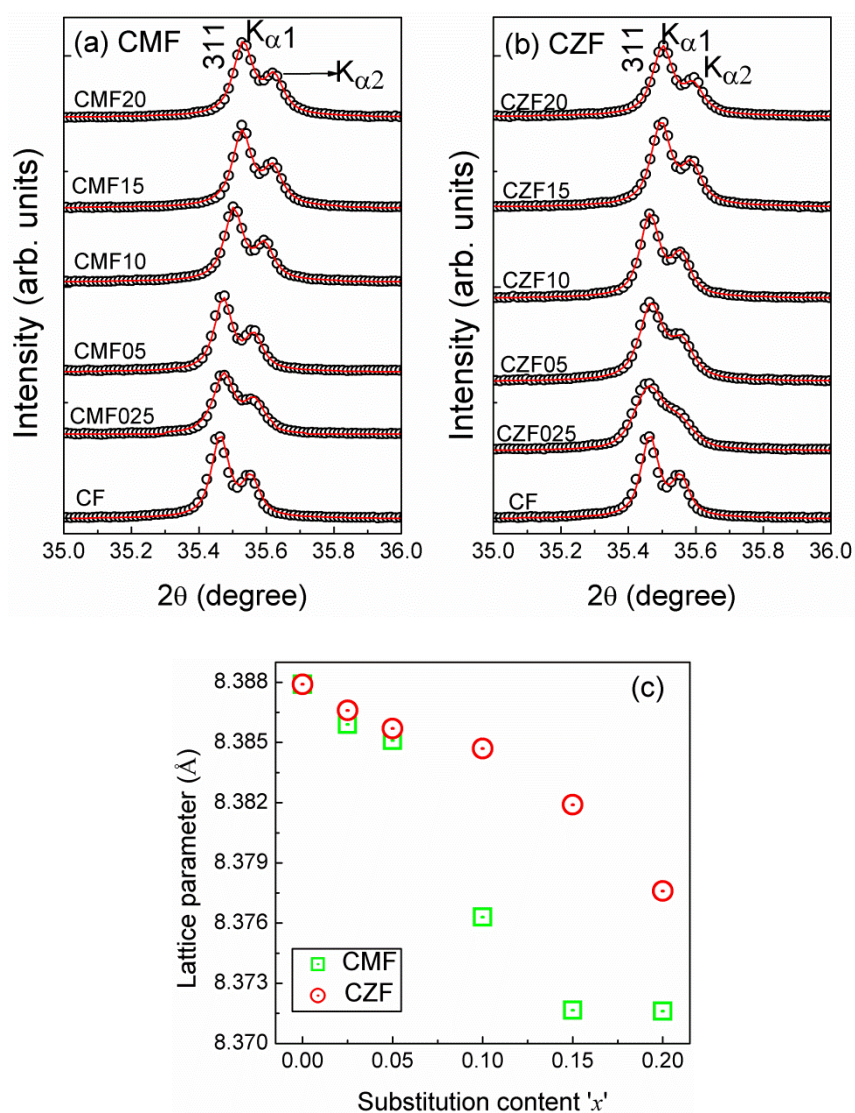 (a) CMF
311
Kα1
Kα2
CMF20
CMF15
CMF10
CMF05
CMF025
CF
Intensity (arb. units)
35.0 35.2 35.4 35.6 35.8 36.0
2θ (degree)
(b) CZF
311
Kα1
Kα2
CZF20
CZF15
CZF10
CZF05
CZF025
CF
Intensity (arb. units)
35.0 35.2 35.4 35.6 35.8 36.0
2θ (degree)
(c)
8.388
8.385
8.382
8.379
8.376
8.373
8.370
Lattice parameter (Å)
CMF
CZF
0.00 0.05 0.10 0.15 0.20
Substitution content 'x'